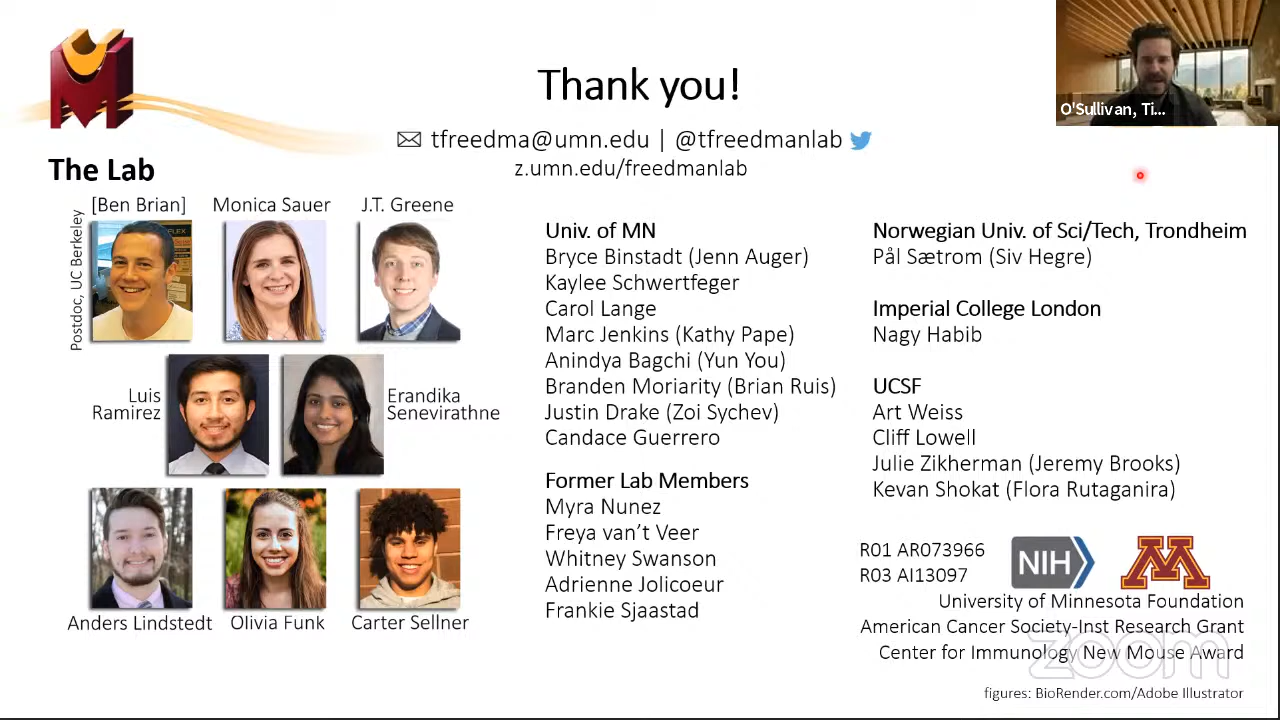 Thank you!
tfreedma@umn.edu | @tfreedmanlab
z.umn.edu/freedmanlab
O'Sullivan, Ti...
The Lab
[Ben Brian]
Monica Sauer
J.T. Greene
Postdoc, UC Berkeley
Luis
Ramirez
Erandika
Senevirathne
Anders Lindstedt
Olivia Funk
Carter Sellner
Univ. of MN
Bryce Binstadt (Jenn Auger)
Kaylee Schwertfeger
Carol Lange
Marc Jenkins (Kathy Pape)
Anindya Bagchi (Yun You)
Branden Moriarity (Brian Ruis)
Justin Drake (Zoi Sychev)
Candace Guerrero
Former Lab Members
Myra Nunez
Freya van’t Veer
Whitney Swanson
Adrienne Jolicoeur
Frankie Sjaastad
Norwegian Univ. of Sci/Tech, Trondheim
Pål Sætrom (Siv Hegre)
Imperial College London
Nagy Habib
UCSF
Art Weiss
Cliff Lowell
Julie Zikherman (Jeremy Brooks)
Kevan Shokat (Flora Rutaganira)
R01 AR073966
R03 AI13097
NIH
M
University of Minnesota Foundation
American Cancer Society-Inst Research Grant
Center for Immunology New Mouse Award
zoom
figures: BioRender.com/Adobe Illustrator